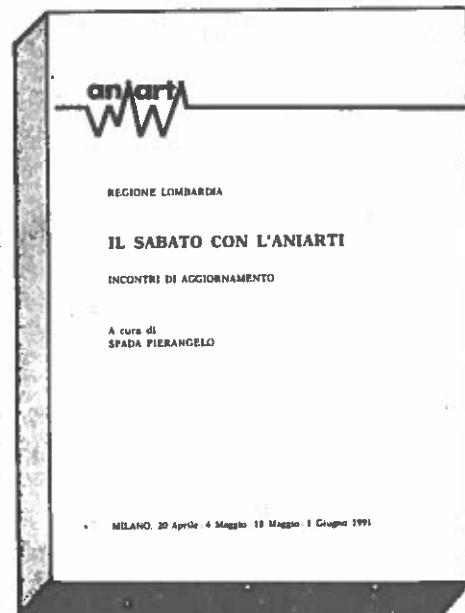 aniarti
REGIONE LOMBARDIA
IL SABATO CON L'ANIARTI
INCONTRI DI AGGIORNAMENTO
A cura di
SPADA PIERANGELO
MILANO, 20 Aprile 4 Maggio 18 Maggio 1 Giugno 1991